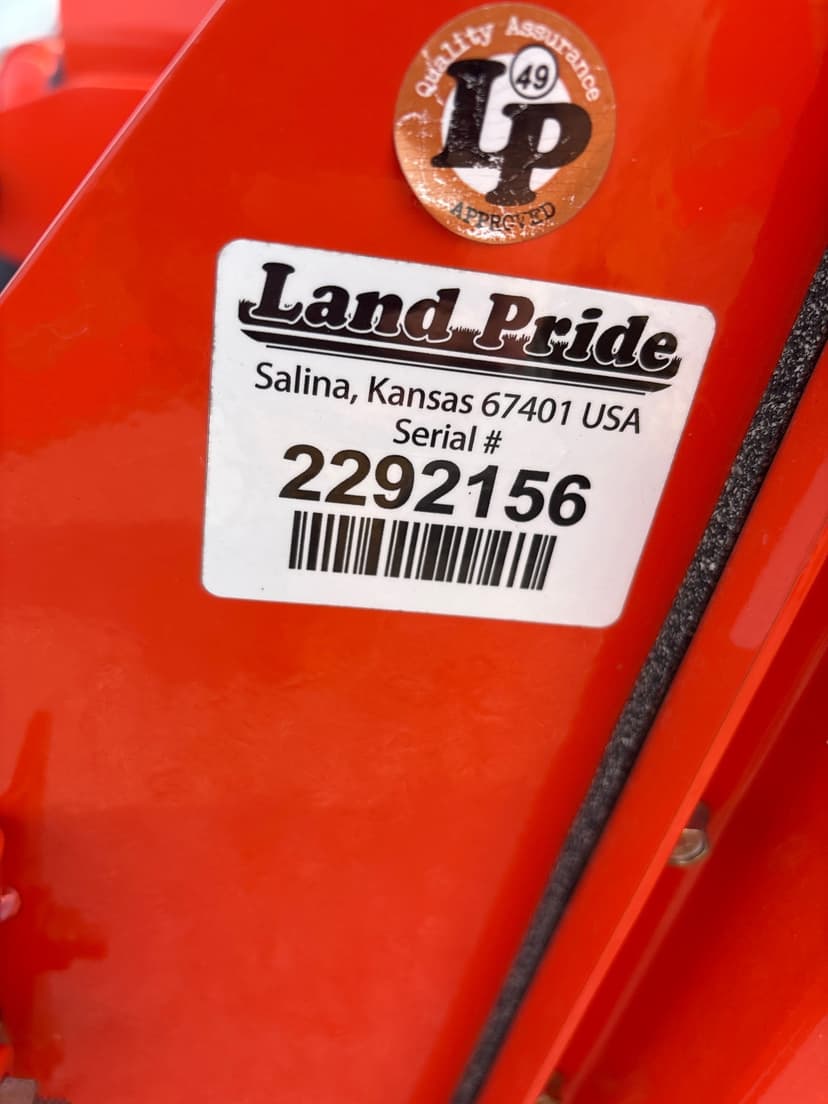 Quality Assurance
49
LP
APPROVED
Land Pride
Salina, Kansas 67401 USA
Serial #
2292156